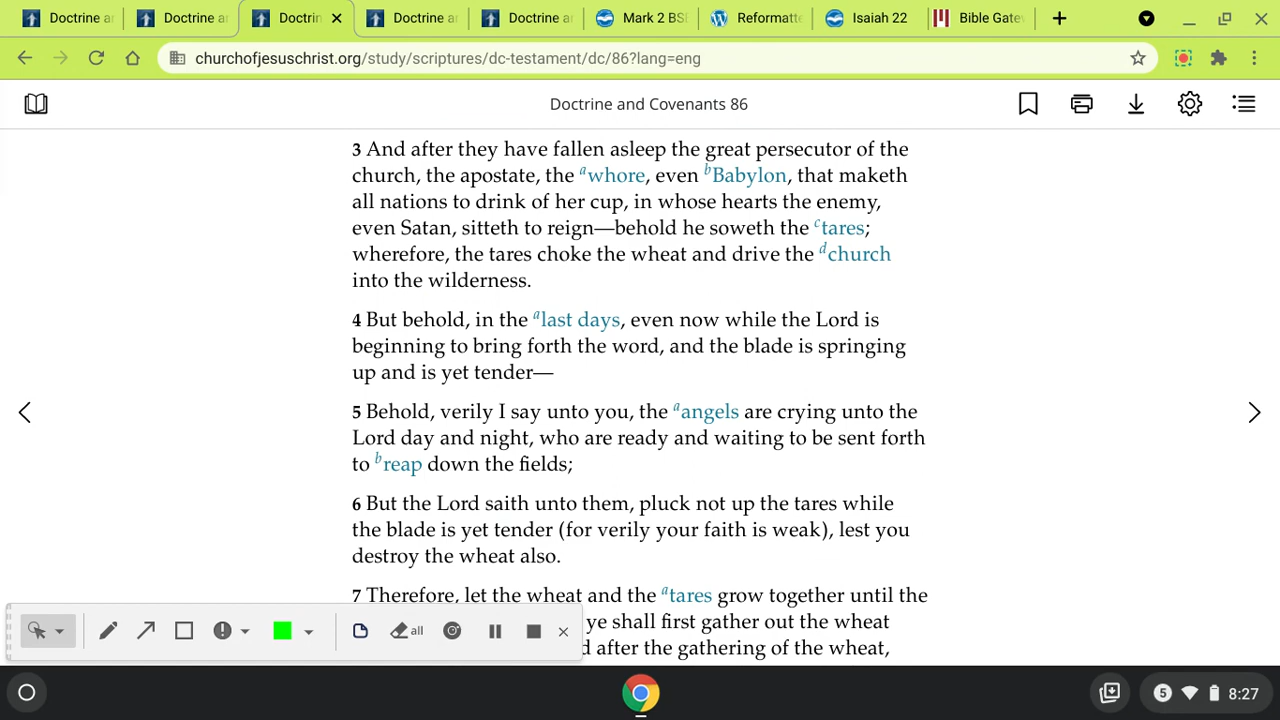 Doctrine ar
Doctrine ar
Doctrin
Doctrine ar
Doctrine ar
Mark 2 BSB
Reformatte
Isaiah 22
Bible Gatev
churchofjesuschrist.org/study/scriptures/dc-testament/dc/86?lang=eng
Doctrine and Covenants 86
3 And after they have fallen asleep the great persecutor of the
church, the apostate, the a whore, even b Babylon, that maketh
all nations to drink of her cup, in whose hearts the enemy,
even Satan, sitteth to reign—behold he soweth the c tares;
wherefore, the tares choke the wheat and drive the d church
into the wilderness.
4 But behold, in the a last days, even now while the Lord is
beginning to bring forth the word, and the blade is springing
up and is yet tender—
5 Behold, verily I say unto you, the a angels are crying unto the
Lord day and night, who are ready and waiting to be sent forth
to b reap down the fields;
6 But the Lord saith unto them, pluck not up the tares while
the blade is yet tender (for verily your faith is weak), lest you
destroy the wheat also.
7 Therefore, let the wheat and the a tares grow together until the
ye shall first gather out the wheat
d after the gathering of the wheat,
all
5
8:27